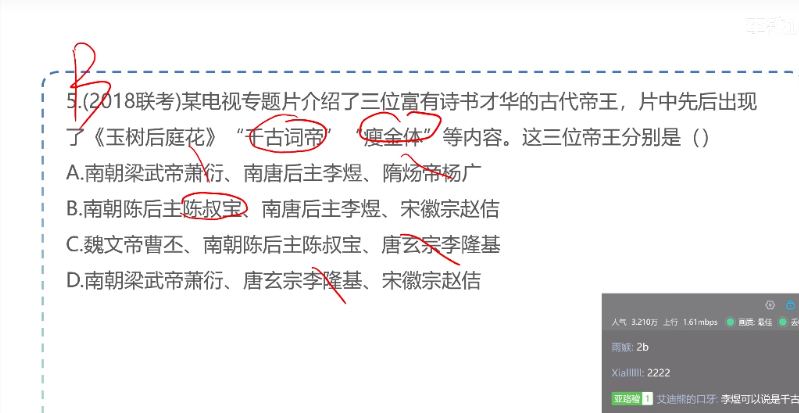 B
5.(2018联考)某电视专题片介绍了三位富有诗书才华的古代帝王，片中先后出现
了《玉树后庭花》“千古词帝”“瘦金体”等内容。这三位帝王分别是（）
A.南朝梁武帝萧衍、南唐后主李煜、隋炀帝杨广
B.南朝陈后主陈叔宝、南唐后主李煜、宋徽宗赵佶
C.魏文帝曹丕、南朝陈后主陈叔宝、唐玄宗李隆基
D.南朝梁武帝萧衍、唐玄宗李隆基、宋徽宗赵佶
人气 3.210万 上行 1.61mbps 画质: 最佳 去
雨嫉: 2b
Xiallllll: 2222
亚路嗨 1 艾迪熊的口牙: 李煜可以说是千古